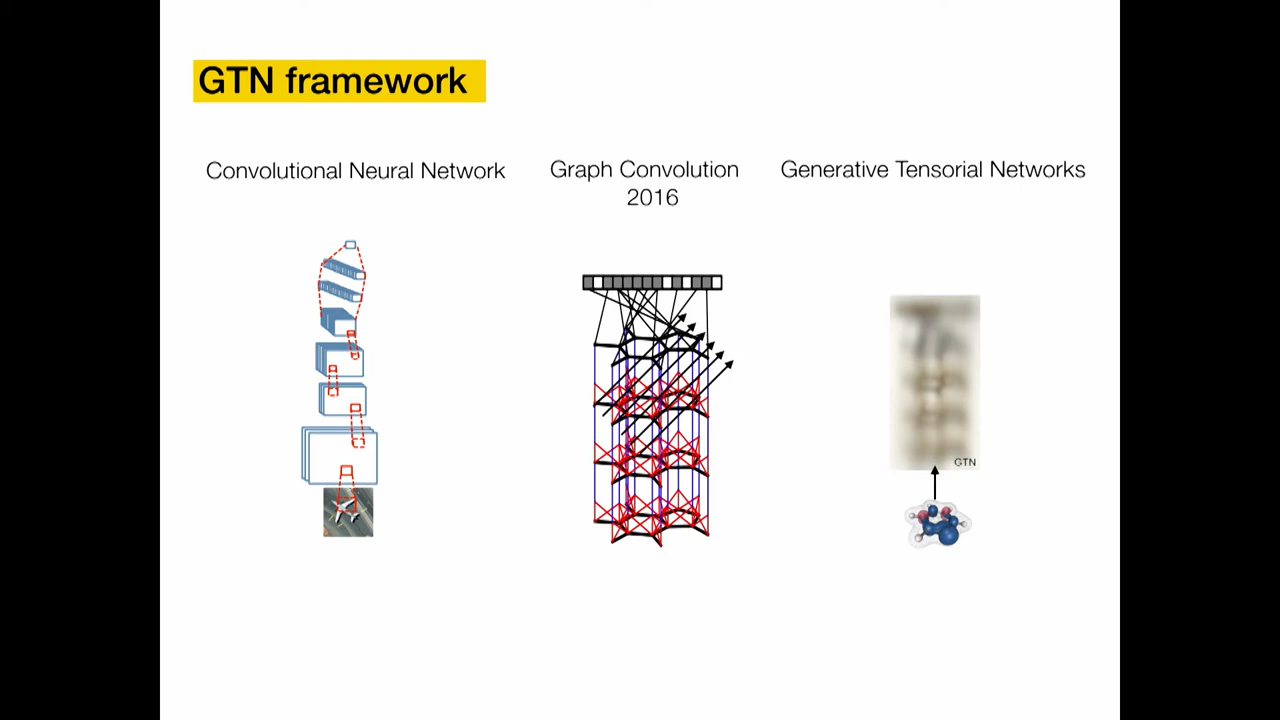 GTN framework
Convolutional Neural Network
Graph Convolution
2016
Generative Tensorial Networks
GTN